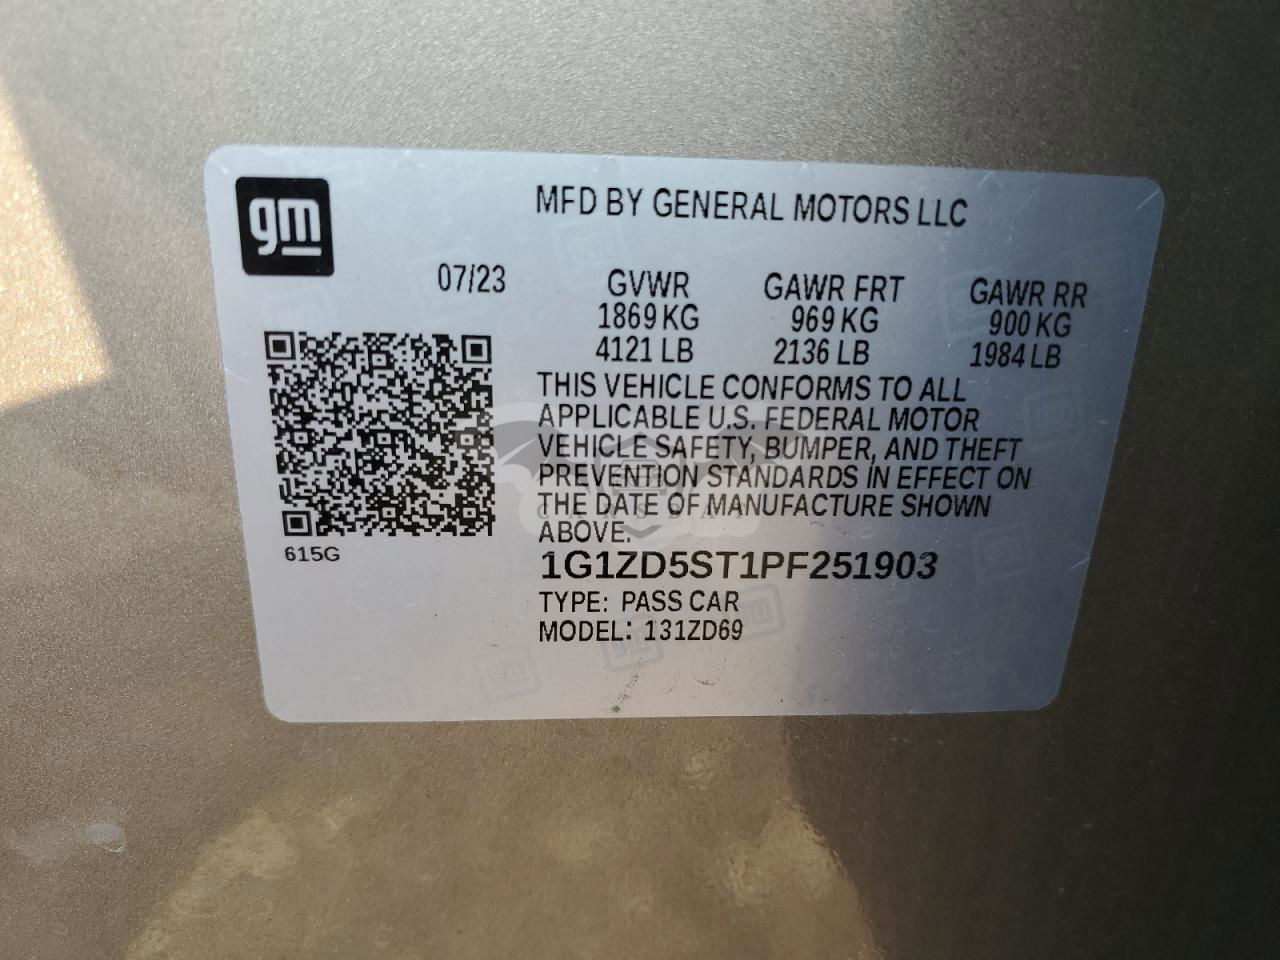 gm
MFD BY GENERAL MOTORS LLC
07/23
GVWR GAWR FRT GAWR RR
1869 KG 969 KG 900 KG
4121 LB 2136 LB 1984 LB
THIS VEHICLE CONFORMS TO ALL
APPLICABLE U.S. FEDERAL MOTOR
VEHICLE SAFETY, BUMPER, AND THEFT
PREVENTION STANDARDS IN EFFECT ON
THE DATE OF MANUFACTURE SHOWN
ABOVE.
615G
1G1ZD5ST1PF251903
TYPE: PASS CAR
MODEL: 131ZD69